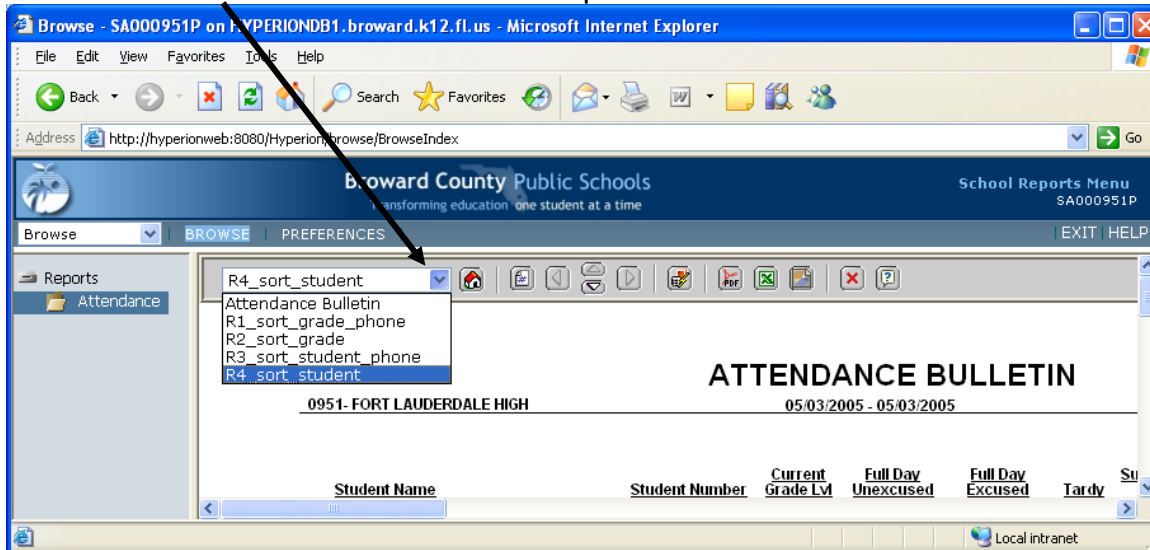 Browse - SA000951P on HYPERIONDB1.broward.k12.fl.us - Microsoft Internet Explorer
File Edit View Favorites Tools Help
Back Search Favorites
Address http://hyperionweb:8080/Hyperion/browse/BrowseIndex Go
Broward County Public Schools School Reports Menu
Transforming education one student at a time SA000951P
Browse | BROWSE | PREFERENCES | EXIT | HELP
Reports
Attendance
R4_sort_student PDF
Attendance Bulletin
R1_sort_grade_phone
R2_sort_grade
R3_sort_student_phone
R4_sort_student
ATTENDANCE BULLETIN
0951- FORT LAUDERDALE HIGH 05/03/2005 - 05/03/2005
Current Full Day Full Day Su
Student Name Student Number Grade Lvl Unexcused Excused Tardy
Local intranet